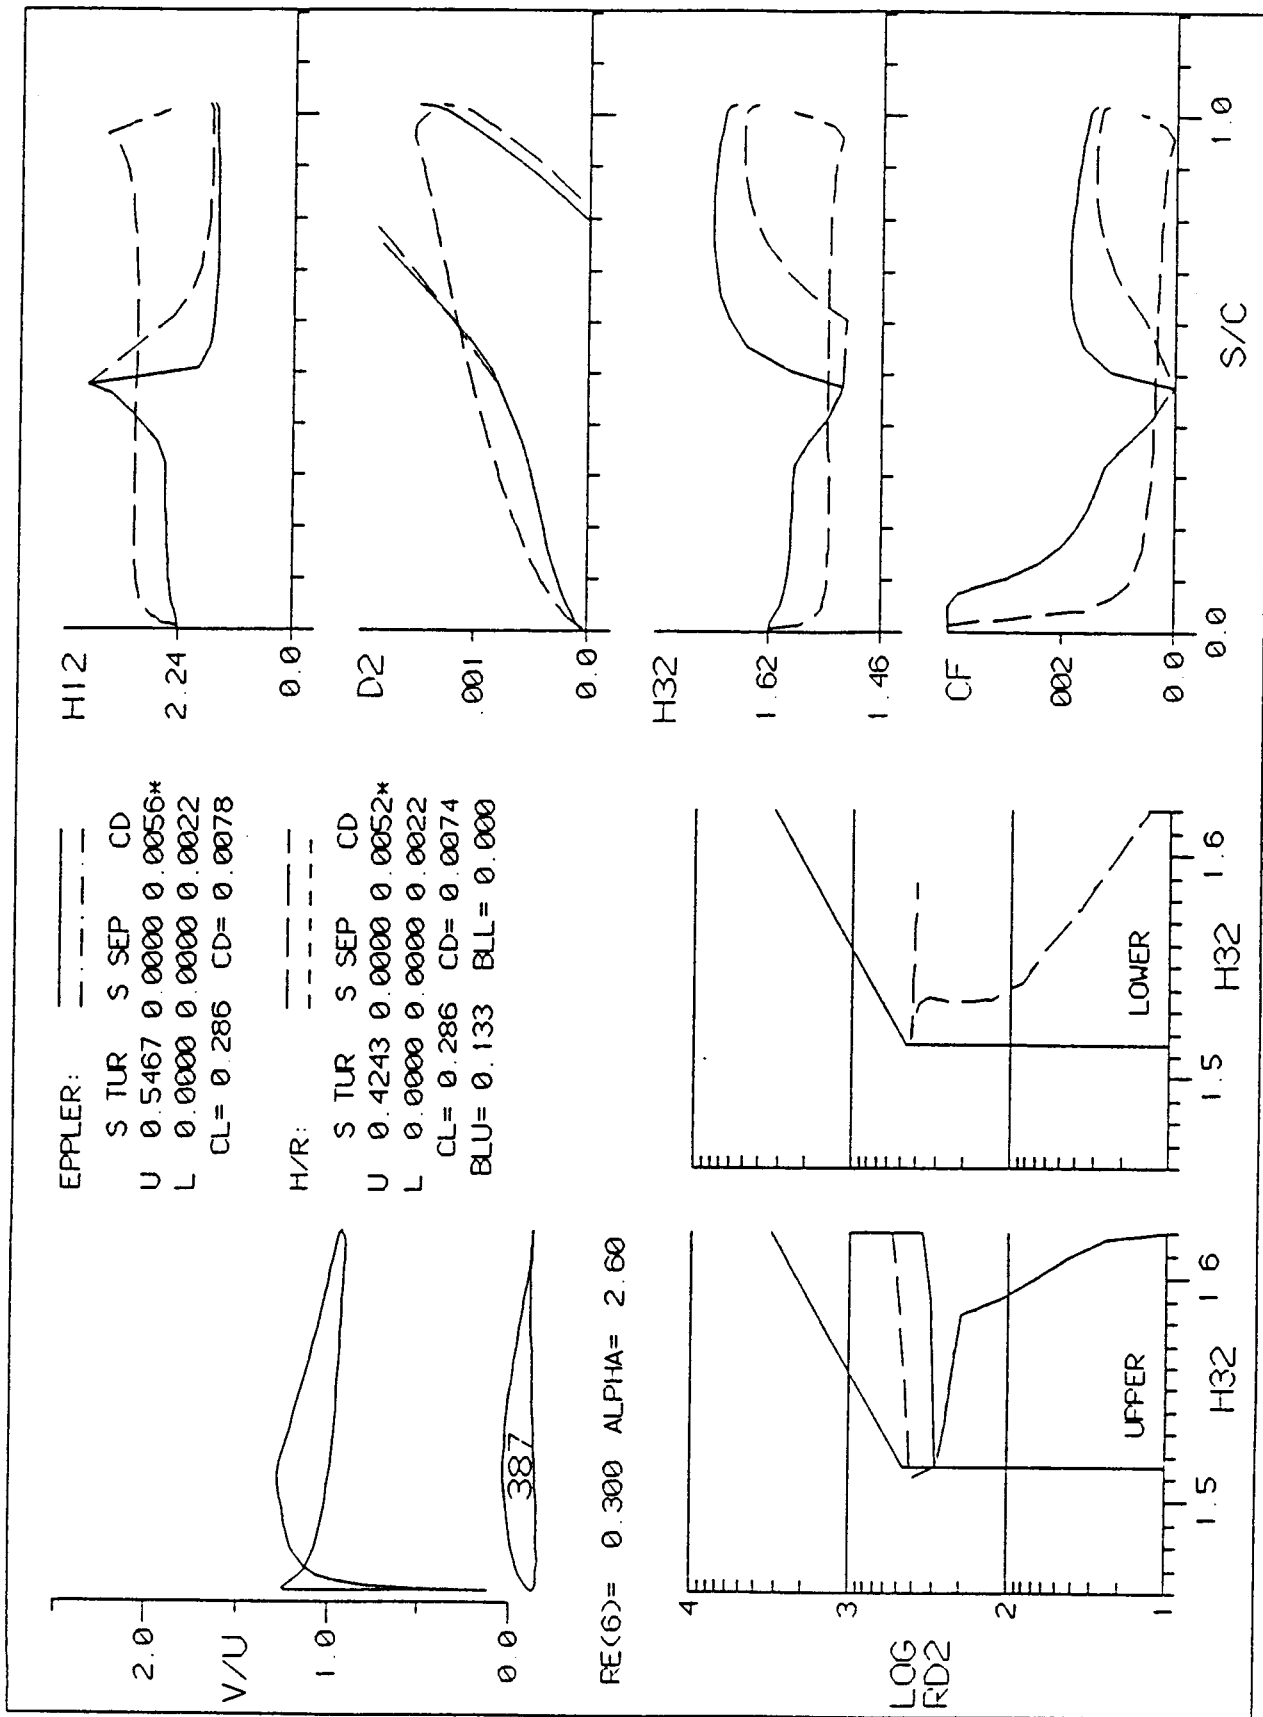 2.0
V/U
1.0
0.0
387
RE(6)= 0.300 ALPHA= 2.60
EPPLER:
S TUR S SEP CD
U 0.5467 0.0000 0.0056*
L 0.0000 0.0000 0.0022
CL= 0.286 CD= 0.0078
H/R:
S TUR S SEP CD
U 0.4243 0.0000 0.0052*
L 0.0000 0.0000 0.0022
CL= 0.286 CD= 0.0074
BLU= 0.133 BLL= 0.000
H12
2.24
0.0
D2
.001
0.0
H32
1.62
1.46
CF
.002
0.0
0.0
S/C
1.0
4
3
LOG
RD2
2
1
UPPER
1.5
H32
1.6
LOWER
1.5
H32
1.6